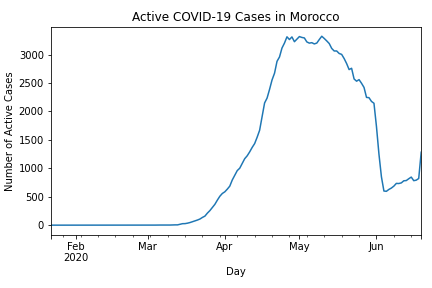 Active COVID-19 Cases in Morocco
Number of Active Cases
3000
2500
2000
1500
1000
500
0
Feb
2020
Mar
Apr
May
Jun
Day